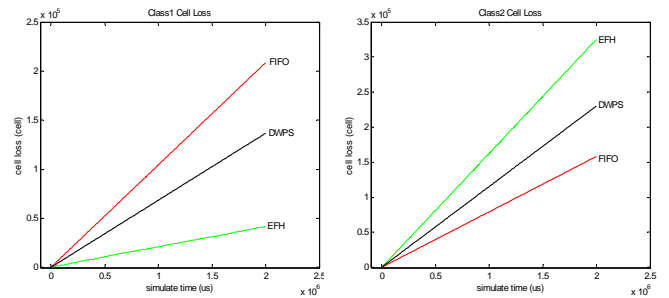 Class1 Cell Loss
x 10^5
2.5
2
1.5
1
0.5
0
cell loss (cell)
FIFO
DWPS
EFH
0
0.5
1
1.5
2
2.5
simulate time (us)
x 10^6
Class2 Cell Loss
x 10^5
3.5
3
2.5
2
1.5
1
0.5
0
cell loss (cell)
EFH
DWPS
FIFO
0
0.5
1
1.5
2
2.5
simulate time (us)
x 10^6